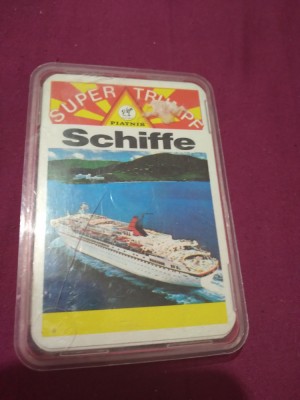 SUPER TRUMPF
PIATNIK
Schiffe